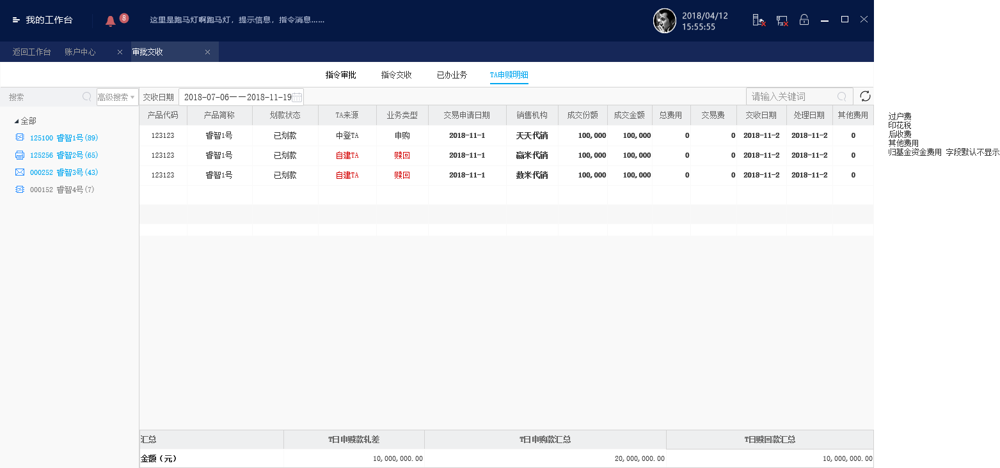 我的工作台 8 这里是跑马灯啊跑马灯，提示信息，指令消息…… 2018/04/12
15:55:55
返回工作台 账户中心 审批交收
指令审批 指令交收 已办业务 TA申赎明细
搜索 高级搜索 交收日期 2018-07-06——2018-11-19 请输入关键词
全部
125100 睿智1号(89)
125256 睿智2号(65)
000252 睿智3号(43)
000152 睿智4号(7)
产品代码 产品简称 划款状态 TA来源 业务类型 交易申请日期 销售机构 成交份额 成交金额 总费用 交易费 交收日期 处理日期 其他费用
123123 睿智1号 已划款 中登TA 申购 2018-11-1 天天代销 100,000 100,000 0 0 2018-11-2 2018-11-2 0
123123 睿智1号 已划款 自建TA 赎回 2018-11-1 赢米代销 100,000 100,000 0 0 2018-11-2 2018-11-2 0
123123 睿智1号 已划款 自建TA 赎回 2018-11-1 数米代销 100,000 100,000 0 0 2018-11-2 2018-11-2 0
汇总 T日申赎款轧差 T日申购款汇总 T日赎回款汇总
金额（元） 10,000,000.00 20,000,000.00 10,000,000.00
过户费
印花税
后收费
其他费用
归基金资金费用 字段默认不显示